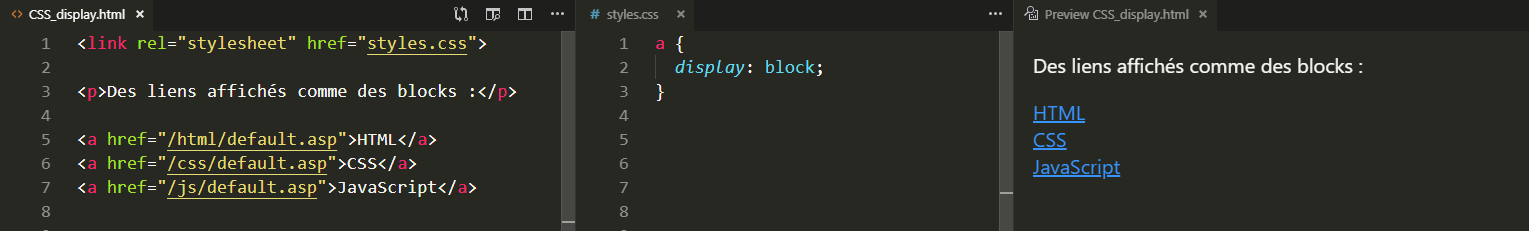 CSS_display.html
1 <link rel="stylesheet" href="styles.css">
2
3 <p>Des liens affichés comme des blocks :</p>
4
5 <a href="/html/default.asp">HTML</a>
6 <a href="/css/default.asp">CSS</a>
7 <a href="/js/default.asp">JavaScript</a>
8
# styles.css
1 a {
2 display: block;
3 }
4
5
6
7
8
Preview CSS_display.html
Des liens affichés comme des blocks :
HTML
CSS
JavaScript